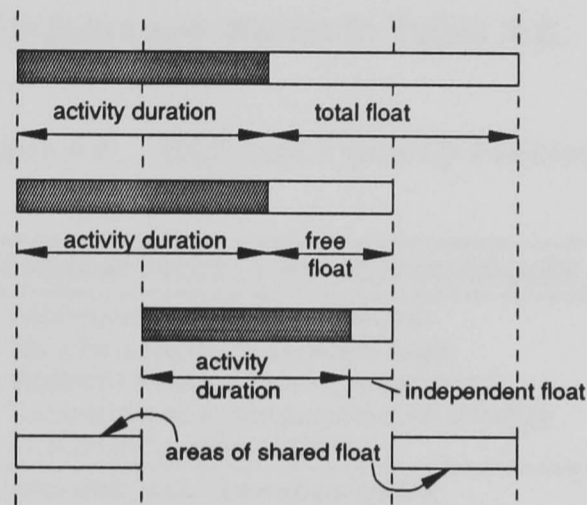 activity duration total float
activity duration free
float
activity
duration
independent float
areas of shared float